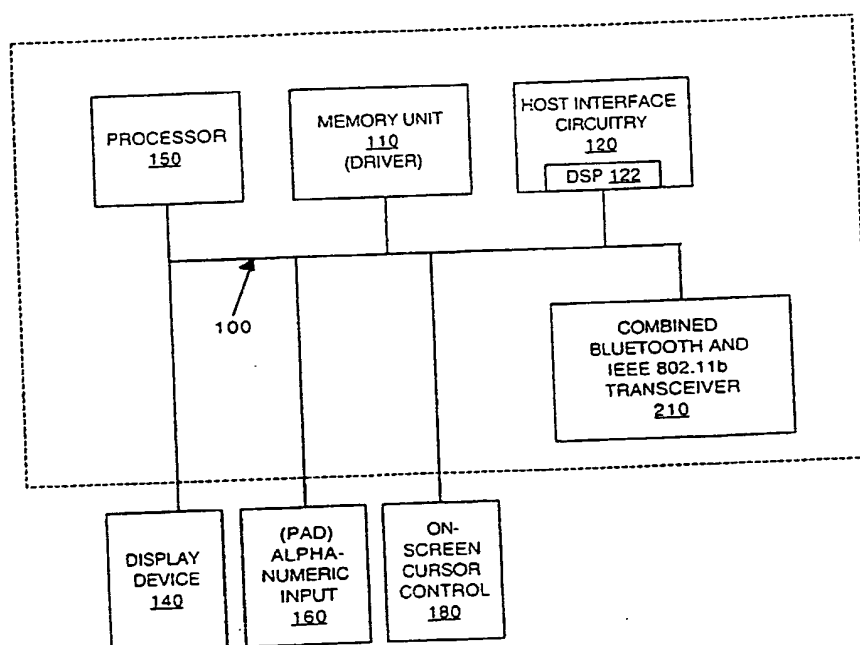 PROCESSOR
150
MEMORY UNIT
110
(DRIVER)
HOST INTERFACE
CIRCUITRY
120
DSP 122
100
COMBINED
BLUETOOTH AND
IEEE 802.11b
TRANSCEIVER
210
DISPLAY
DEVICE
140
(PAD)
ALPHA-
NUMERIC
INPUT
160
ON-
SCREEN
CURSOR
CONTROL
180